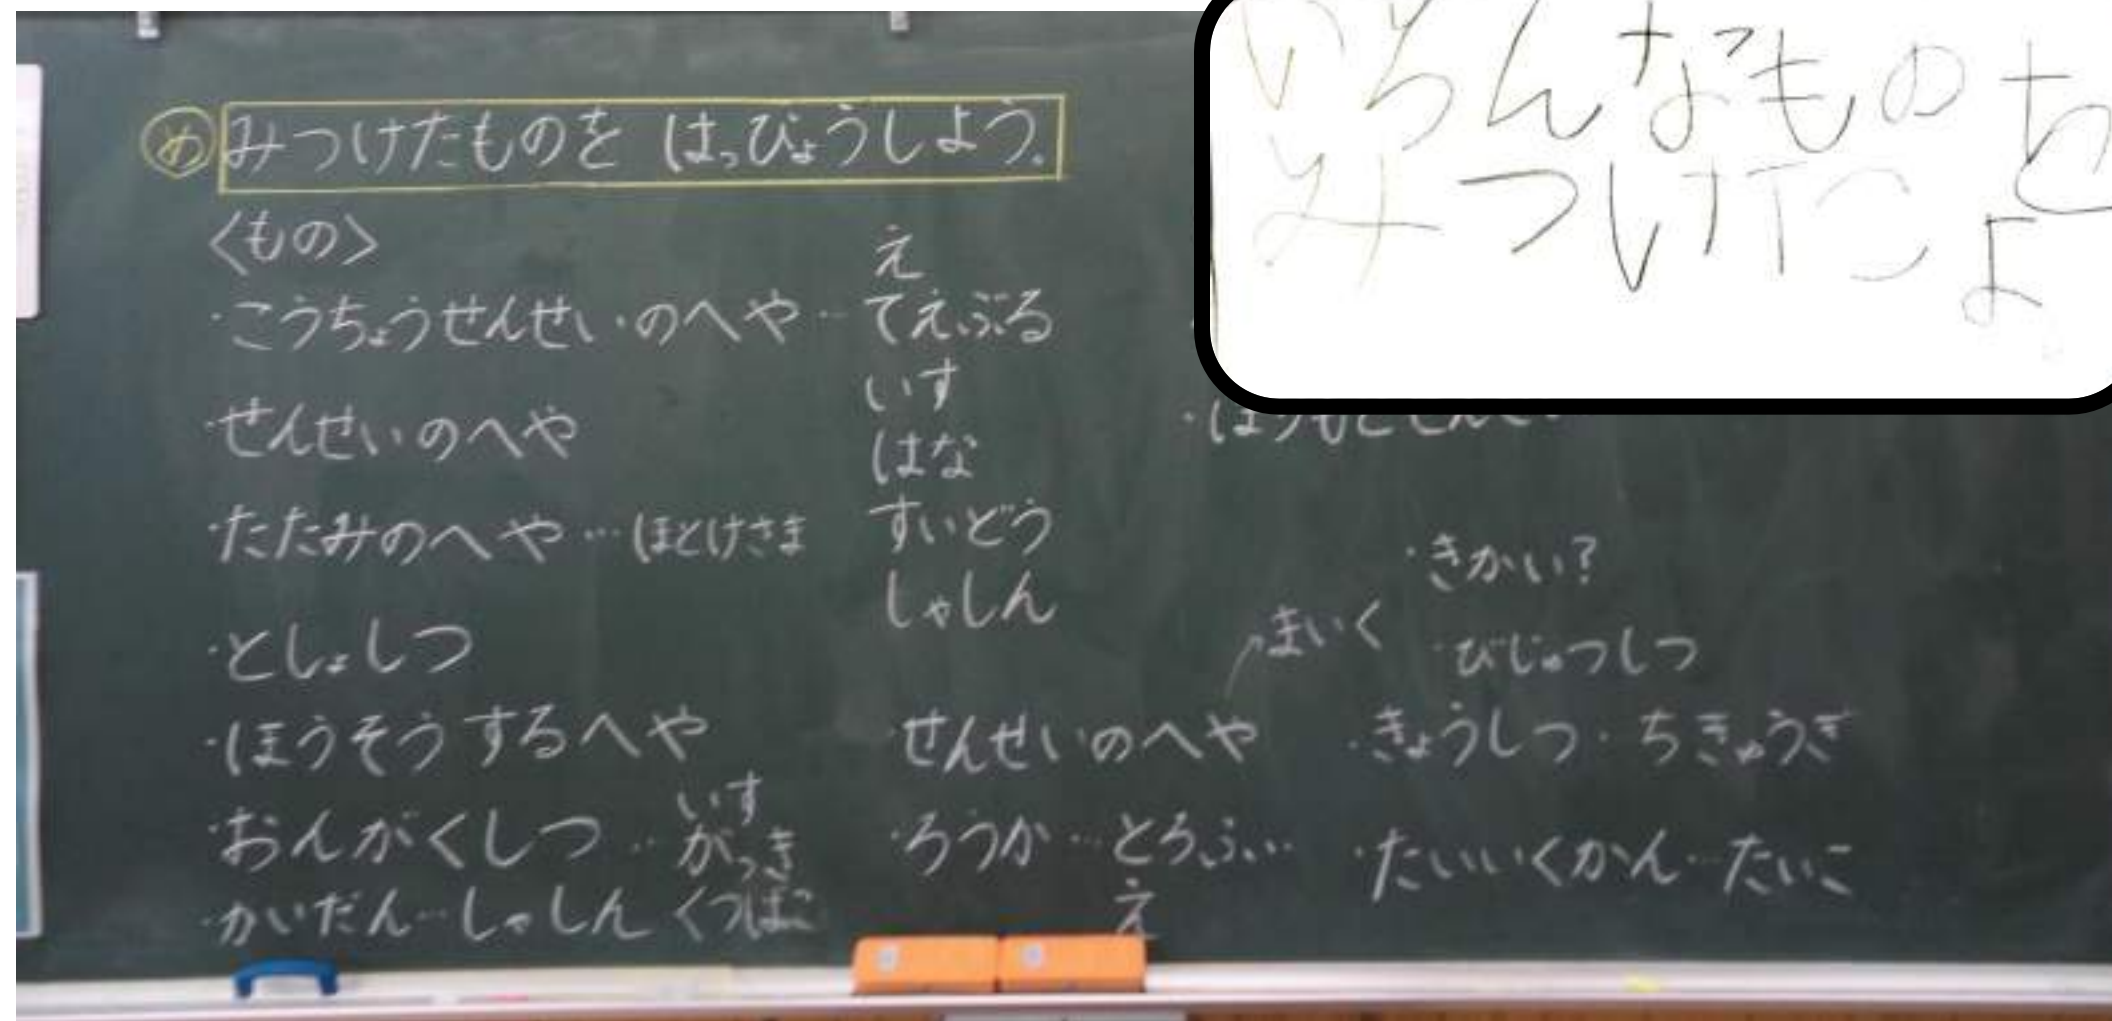 いろんなものを
みつけたよ
め みつけたものを はっぴょうしよう。
〈もの〉
・こうちょうせんせいのへや…え
てえぶる
いす
はな
すいどう
しゃしん
・せんせいのへや
・たたみのへや…ほとけさま
・としょしつ
・ほうそうするへや
・おんがくしつ…いす
がっき
・かいだん…しゃしん くつばこ
・せんせいのへや
まいく
・ろうか…とろふぃ
え
・きかい?
・びじゅつしつ
・きょうしつ・ちきゅうぎ
・たいいくかん…たいこ